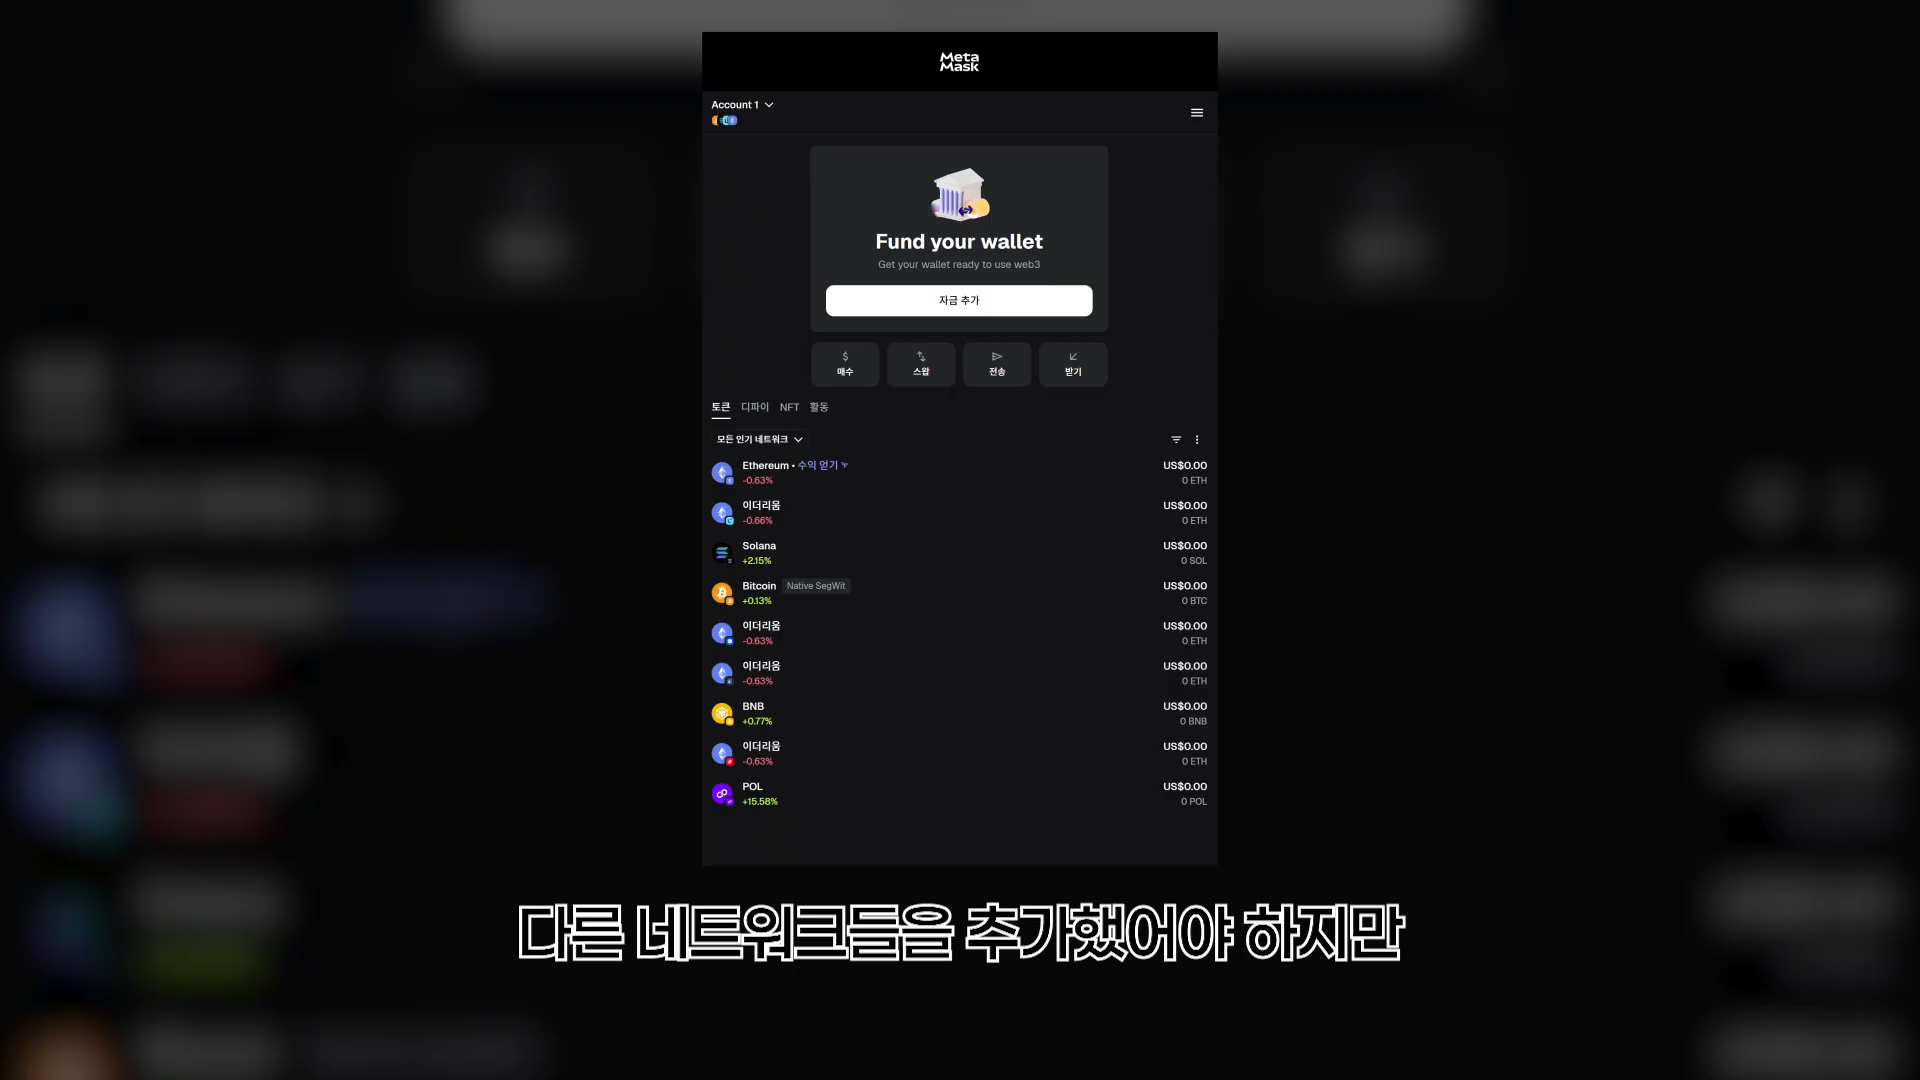 Meta
Mask
Account 1
Fund your wallet
Get your wallet ready to use web3
자금 추가
매수
스왑
전송
받기
토큰 디파이 NFT 활동
모든 인기 네트워크
Ethereum • 수익 얻기 US$0.00
-0.63% 0 ETH
이더리움 US$0.00
-0.66% 0 ETH
Solana US$0.00
+2.15% 0 SOL
Bitcoin Native SegWit US$0.00
+0.13% 0 BTC
이더리움 US$0.00
-0.63% 0 ETH
이더리움 US$0.00
-0.63% 0 ETH
BNB US$0.00
+0.77% 0 BNB
이더리움 US$0.00
-0.63% 0 ETH
POL US$0.00
+15.58% 0 POL
다른 네트워크들을 추가했어야 하지만